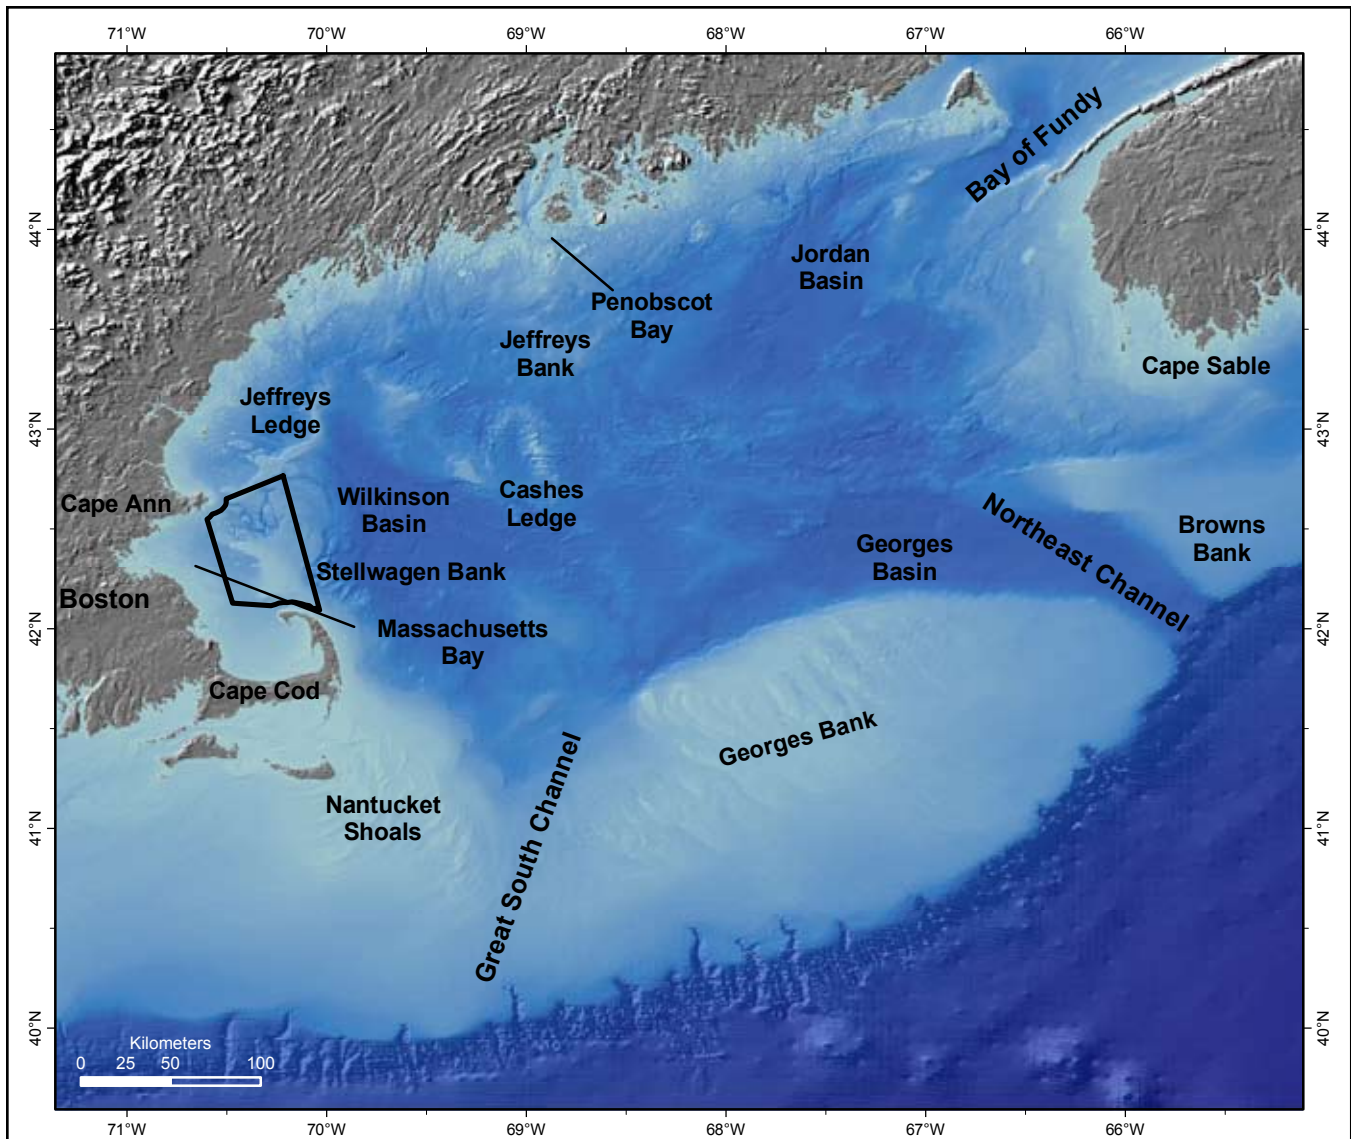 71°W
70°W
69°W
68°W
67°W
66°W
Bay of Fundy
44°N
44°N
Jordan
Basin
Penobscot
Bay
Jeffreys
Bank
Cape Sable
Jeffreys
Ledge
43°N
43°N
Cape Ann
Wilkinson
Basin
Cashes
Ledge
Northeast Channel
Browns
Bank
Georges
Basin
Stellwagen Bank
Boston
42°N
42°N
Massachusetts
Bay
Cape Cod
Georges Bank
Nantucket
Shoals
41°N
41°N
Great South Channel
40°N
40°N
Kilometers
0 25 50 100
71°W
70°W
69°W
68°W
67°W
66°W